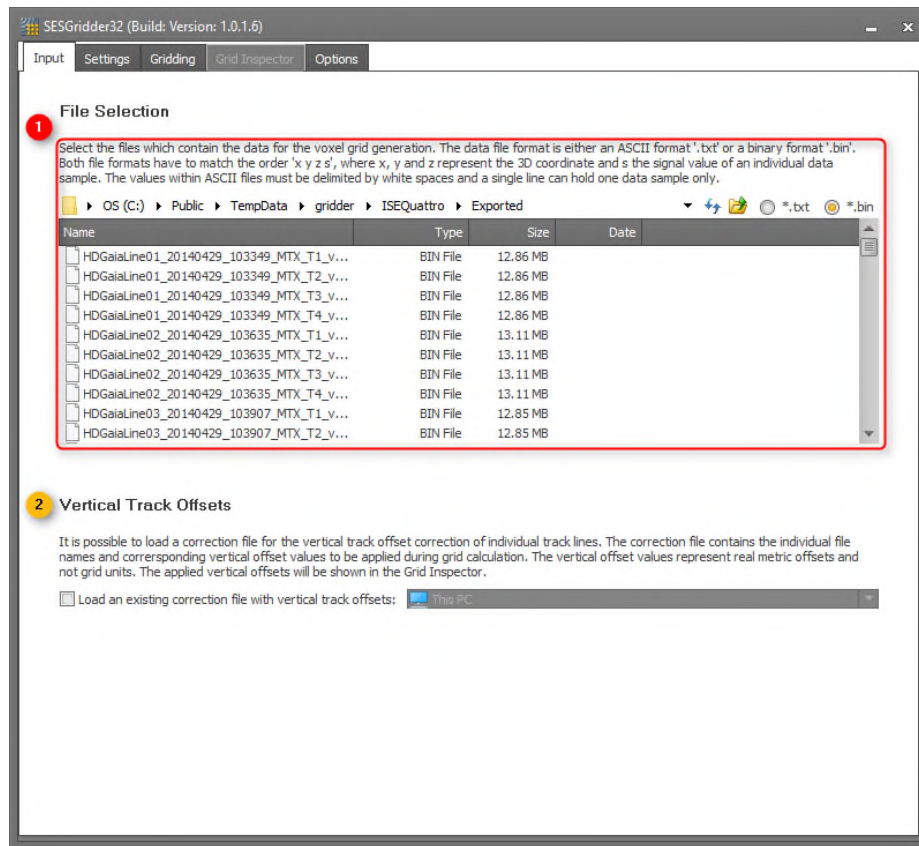 SESGridder32 (Build: Version: 1.0.1.6)
Input Settings Gridding Grid Inspector Options
File Selection
1
Select the files which contain the data for the voxel grid generation. The data file format is either an ASCII format '.txt' or a binary format '.bin'.
Both file formats have to match the order 'x y z s', where x, y and z represent the 3D coordinate and s the signal value of an individual data
sample. The values within ASCII files must be delimited by white spaces and a single line can hold one data sample only.
OS (C:) Public TempData gridder ISEQuattro Exported *.txt *.bin
Name Type Size Date
HDGaiaLine01_20140429_103349_MTX_T1_v... BIN File 12.86 MB
HDGaiaLine01_20140429_103349_MTX_T2_v... BIN File 12.86 MB
HDGaiaLine01_20140429_103349_MTX_T3_v... BIN File 12.86 MB
HDGaiaLine01_20140429_103349_MTX_T4_v... BIN File 12.86 MB
HDGaiaLine02_20140429_103635_MTX_T1_v... BIN File 13.11 MB
HDGaiaLine02_20140429_103635_MTX_T2_v... BIN File 13.11 MB
HDGaiaLine02_20140429_103635_MTX_T3_v... BIN File 13.11 MB
HDGaiaLine02_20140429_103635_MTX_T4_v... BIN File 13.11 MB
HDGaiaLine03_20140429_103907_MTX_T1_v... BIN File 12.85 MB
HDGaiaLine03_20140429_103907_MTX_T2_v... BIN File 12.85 MB
2 Vertical Track Offsets
It is possible to load a correction file for the vertical track offset correction of individual track lines. The correction file contains the individual file
names and corrersponding vertical offset values to be applied during grid calculation. The vertical offset values represent real metric offsets and
not grid units. The applied vertical offsets will be shown in the Grid Inspector.
Load an existing correction file with vertical track offsets: This PC